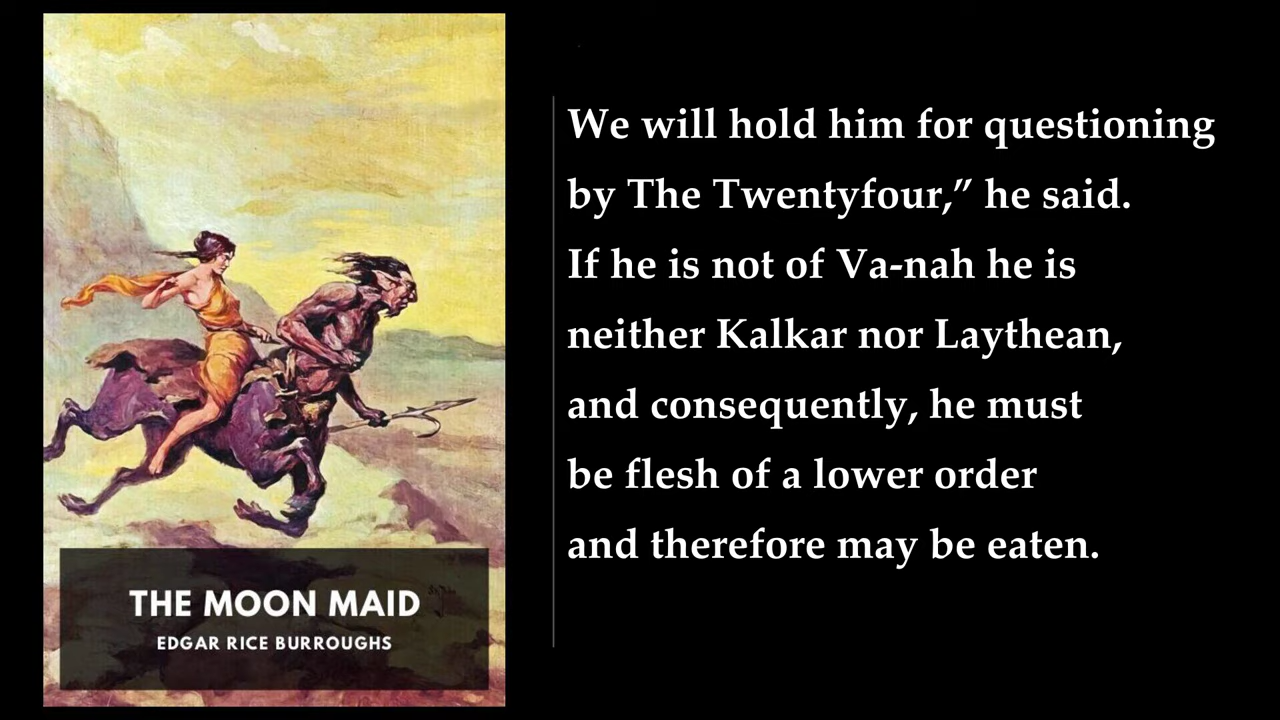 THE MOON MAID
EDGAR RICE BURROUGHS
We will hold him for questioning
by The Twentyfour,” he said.
If he is not of Va-nah he is
neither Kalkar nor Laythean,
and consequently, he must
be flesh of a lower order
and therefore may be eaten.